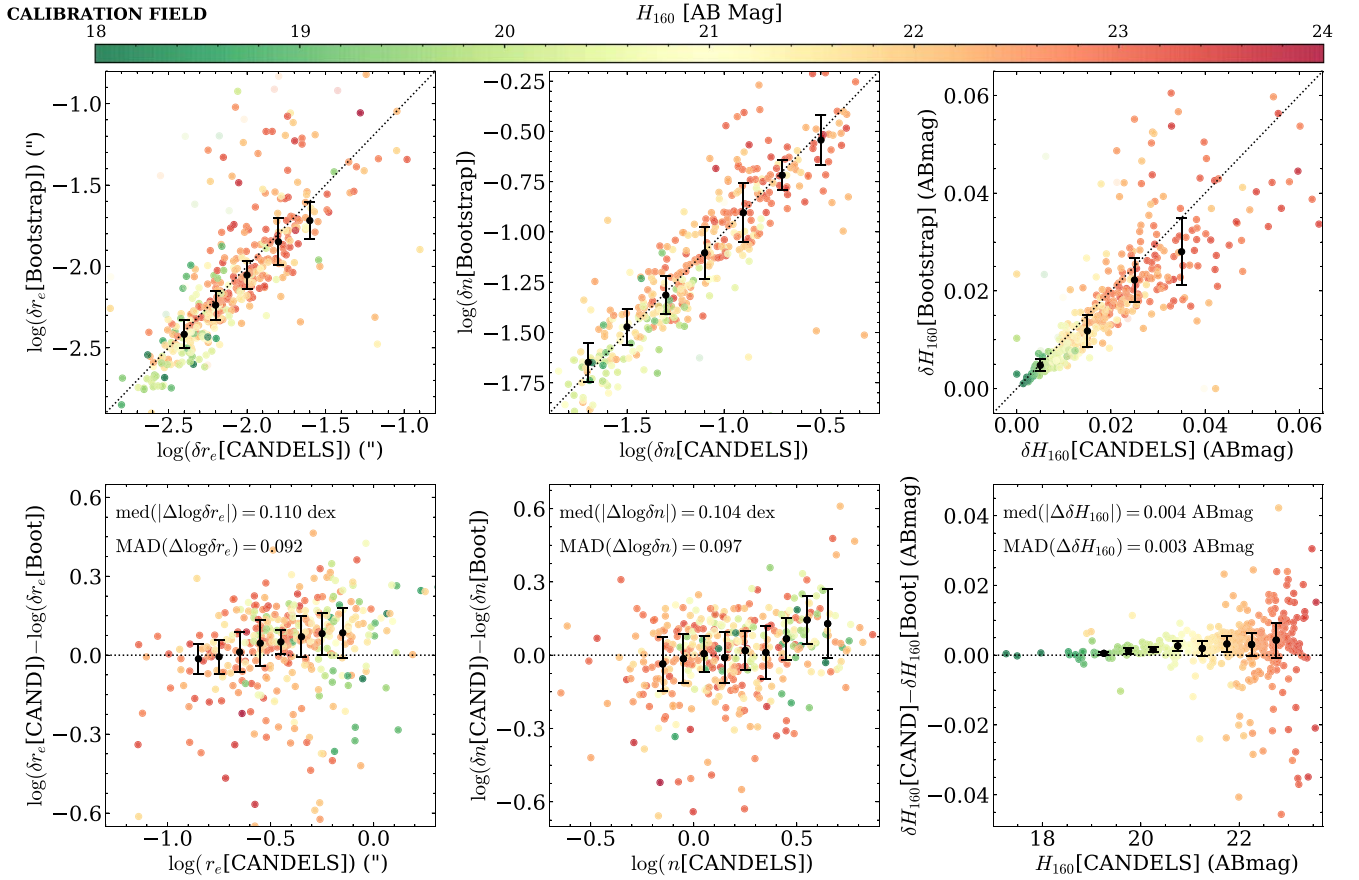 CALIBRATION FIELD
H₁₆₀ [AB Mag]
18 19 20 21 22 23 24
log(δrₑ[Bootstrap]) (")
−1.0
−1.5
−2.0
−2.5
−2.5 −2.0 −1.5 −1.0
log(δrₑ[CANDELS]) (")
log(δn[Bootstrap])
−0.25
−0.50
−0.75
−1.00
−1.25
−1.50
−1.75
−1.5 −1.0 −0.5
log(δn[CANDELS])
δH₁₆₀[Bootstrap] (ABmag)
0.06
0.04
0.02
0.00
0.00 0.02 0.04 0.06
δH₁₆₀[CANDELS] (ABmag)
log(δrₑ[CAND])−log(δrₑ[Boot])
0.6
0.3
0.0
−0.3
−0.6
med(|Δlogδrₑ|) = 0.110 dex
MAD(Δlogδrₑ) = 0.092
−1.0 −0.5 0.0
log(rₑ[CANDELS]) (")
log(δn[CAND])−log(δn[Boot])
0.6
0.3
0.0
−0.3
−0.6
med(|Δlogδn|) = 0.104 dex
MAD(Δlogδn) = 0.097
−0.5 0.0 0.5
log(n[CANDELS])
δH₁₆₀[CAND]−δH₁₆₀[Boot] (ABmag)
0.04
0.02
0.00
−0.02
−0.04
med(|ΔδH₁₆₀|) = 0.004 ABmag
MAD(ΔδH₁₆₀) = 0.003 ABmag
18 20 22
H₁₆₀[CANDELS] (ABmag)